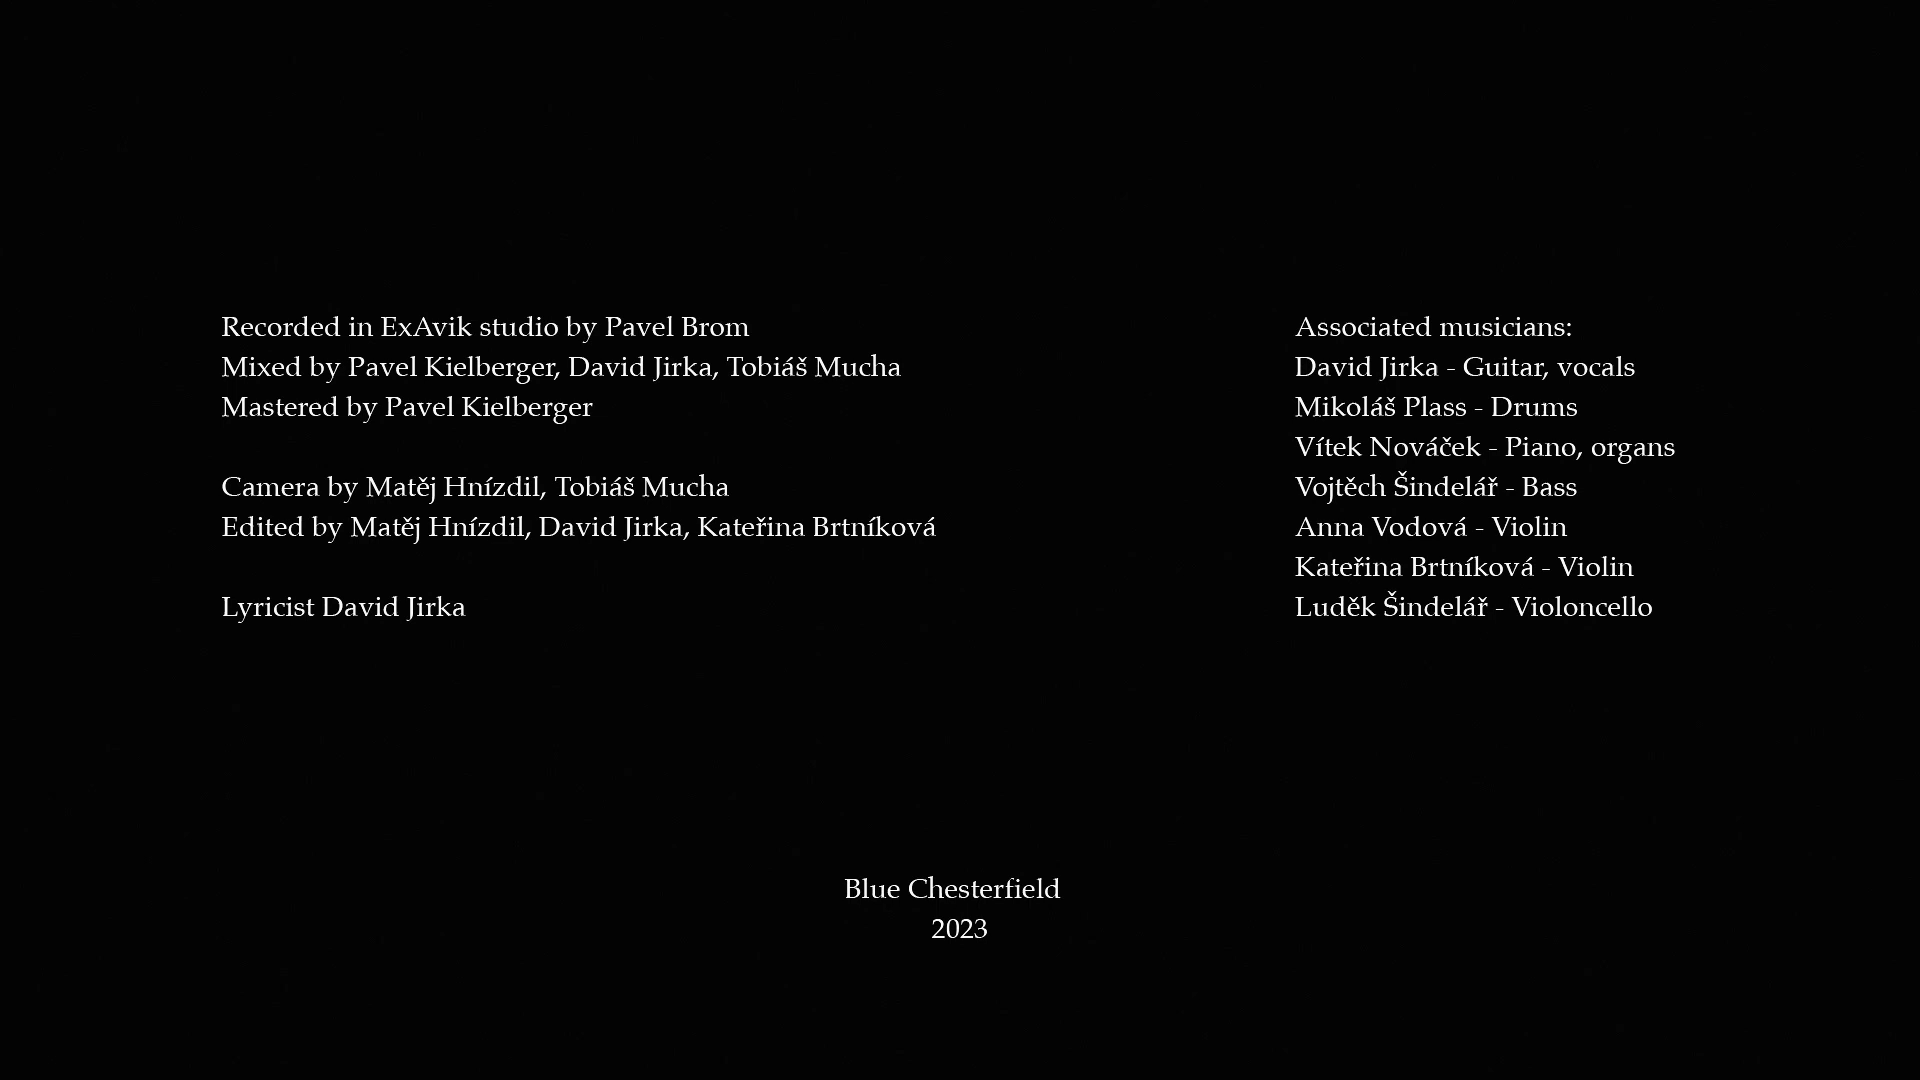 Recorded in ExAvik studio by Pavel Brom
Mixed by Pavel Kielberger, David Jirka, Tobiáš Mucha
Mastered by Pavel Kielberger
Camera by Matěj Hnízdil, Tobiáš Mucha
Edited by Matěj Hnízdil, David Jirka, Kateřina Brtníková
Lyricist David Jirka
Associated musicians:
David Jirka - Guitar, vocals
Mikoláš Plass - Drums
Vítek Nováček - Piano, organs
Vojtěch Šindelář - Bass
Anna Vodová - Violin
Kateřina Brtníková - Violin
Luděk Šindelář - Violoncello
Blue Chesterfield
2023